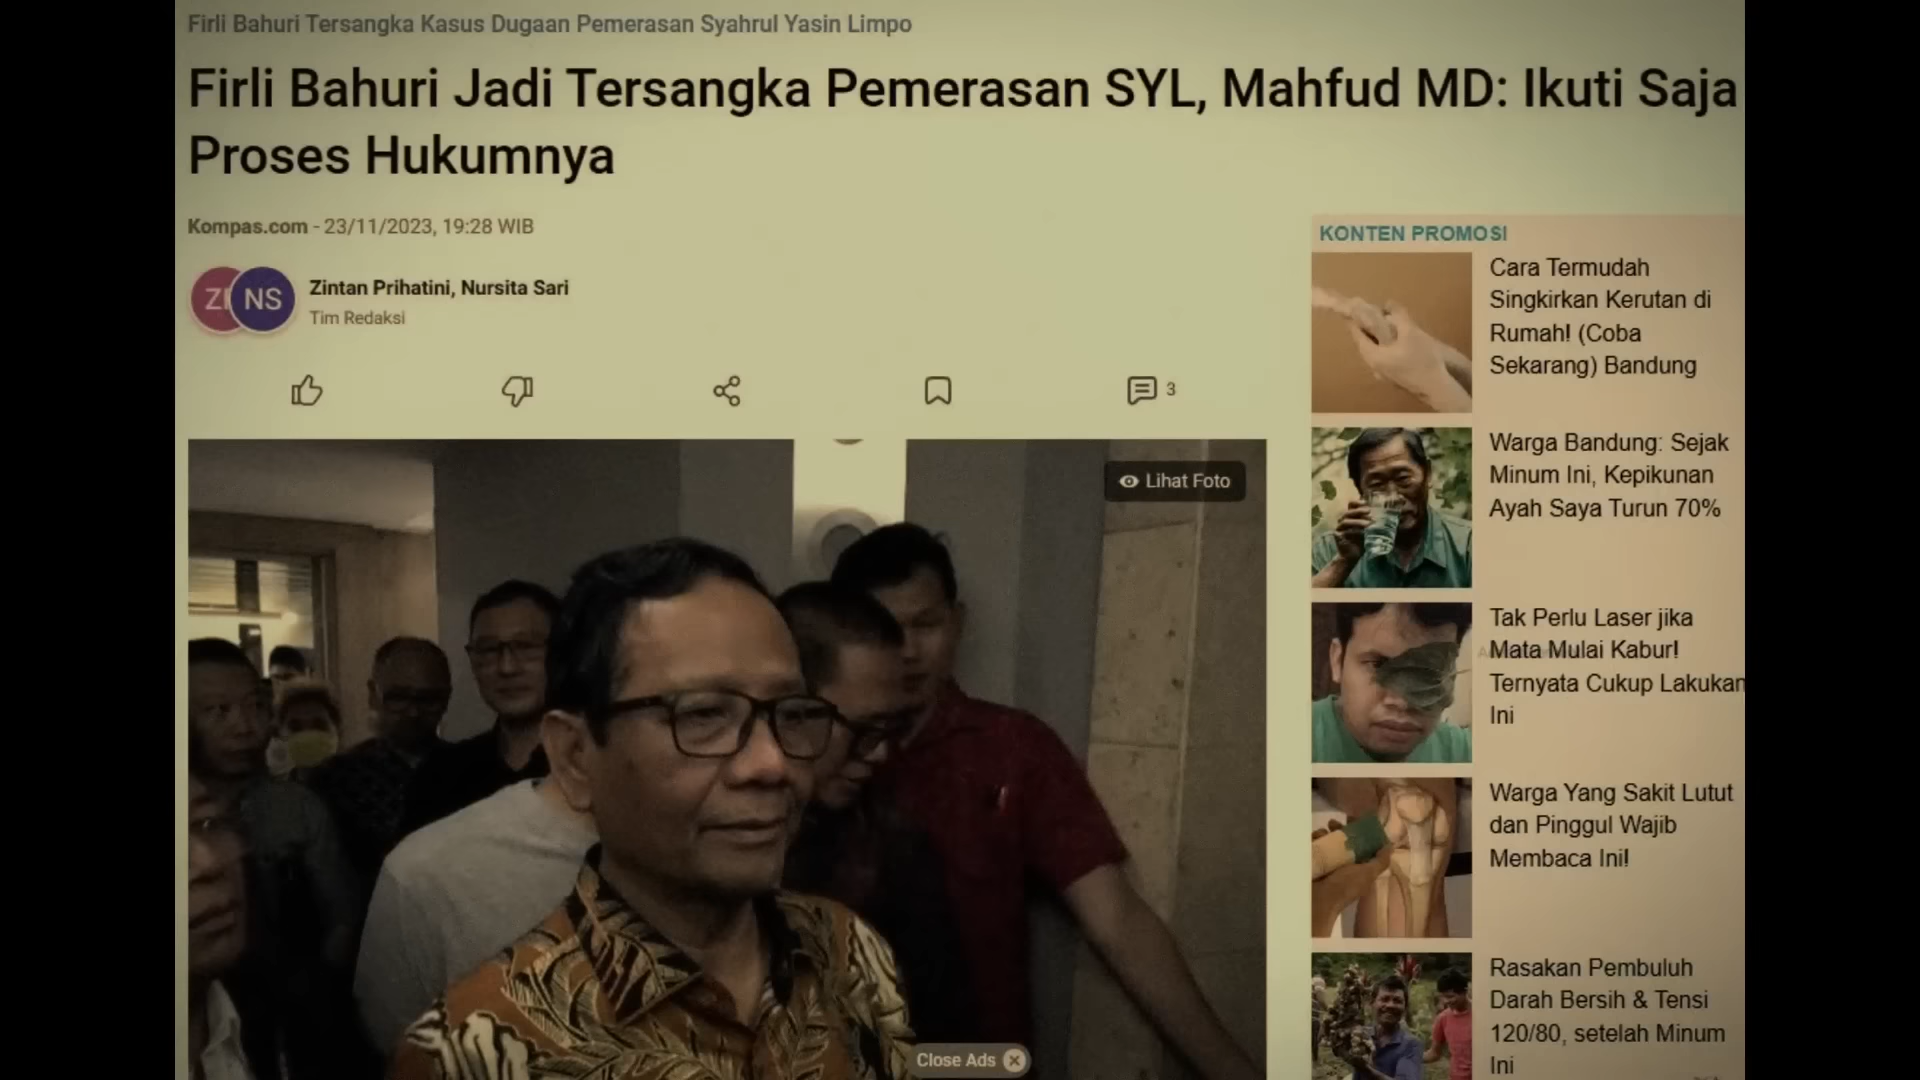 Firli Bahuri Tersangka Kasus Dugaan Pemerasan Syahrul Yasin Limpo
Firli Bahuri Jadi Tersangka Pemerasan SYL, Mahfud MD: Ikuti Saja
Proses Hukumnya
Kompas.com - 23/11/2023, 19:28 WIB
ZI NS
Zintan Prihatini, Nursita Sari
Tim Redaksi
3
Lihat Foto
Close Ads
KONTEN PROMOSI
Cara Termudah
Singkirkan Kerutan di
Rumah! (Coba
Sekarang) Bandung
Warga Bandung: Sejak
Minum Ini, Kepikunan
Ayah Saya Turun 70%
Tak Perlu Laser jika
Mata Mulai Kabur!
Ternyata Cukup Lakukan
Ini
Warga Yang Sakit Lutut
dan Pinggul Wajib
Membaca Ini!
Rasakan Pembuluh
Darah Bersih & Tensi
120/80, setelah Minum
Ini